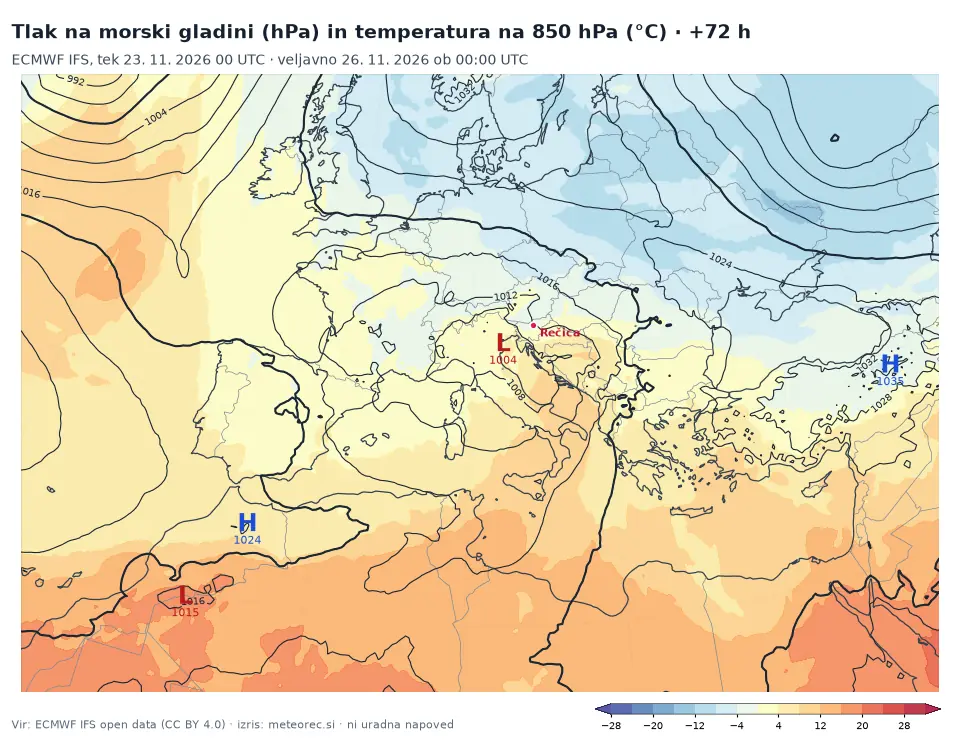 Tlak na morski gladini (hPa) in temperatura na 850 hPa (°C) · +72 h
ECMWF IFS, tek 23. 11. 2026 00 UTC · veljavno 26. 11. 2026 ob 00:00 UTC
992
1032
1004
1016
1024
1016
1012
Rečica
L
1004
1032
H
1035
1008
1028
H
1024
L
1016
1015
Vir: ECMWF IFS open data (CC BY 4.0) · izris: meteorec.si · ni uradna napoved
−28 −20 −12 −4 4 12 20 28